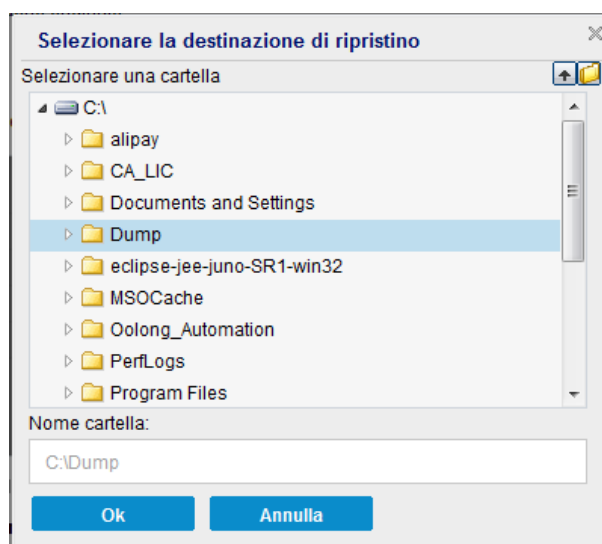 Selezionare la destinazione di ripristino
Selezionare una cartella
C:\
alipay
CA_LIC
Documents and Settings
Dump
eclipse-jee-juno-SR1-win32
MSOCache
Oolong_Automation
PerfLogs
Program Files
Nome cartella:
C:\Dump
Ok
Annulla